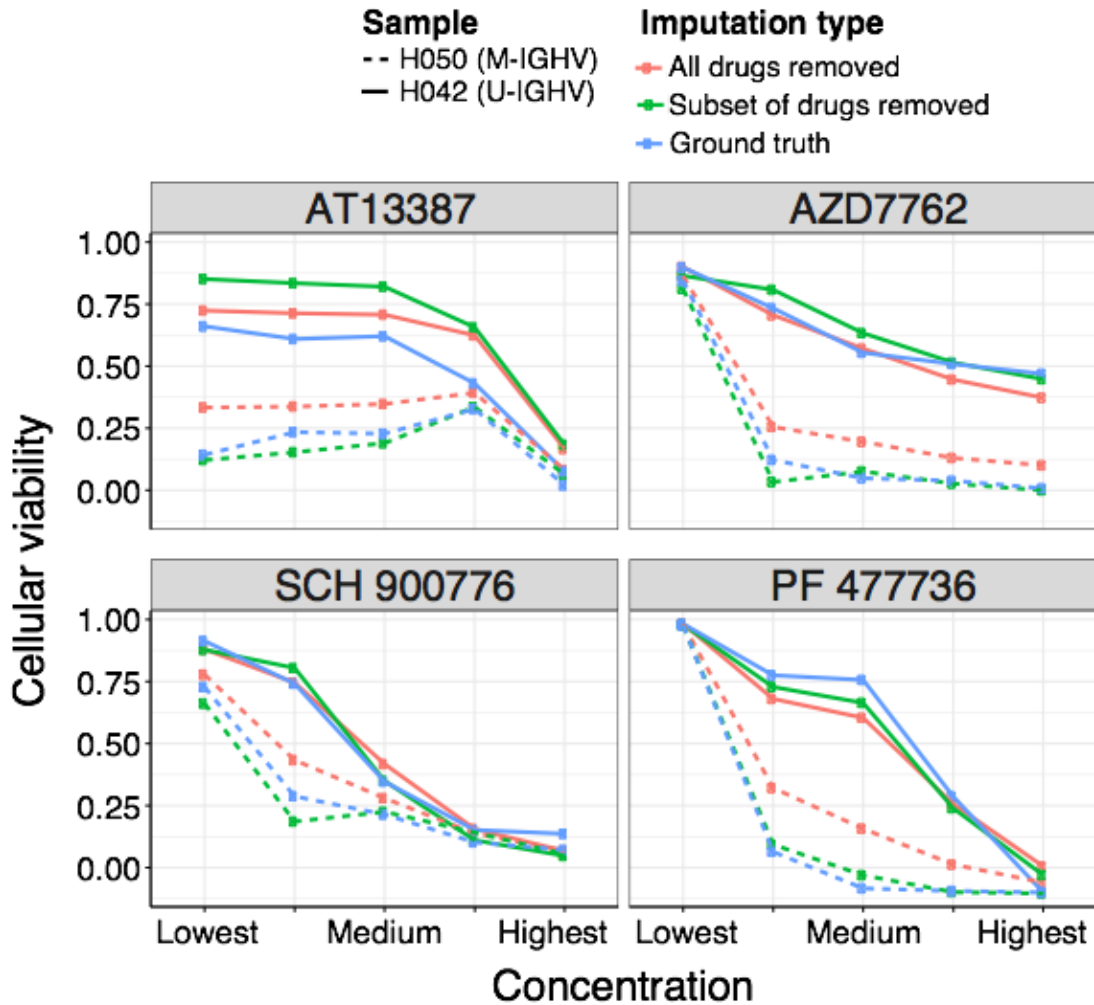 Sample
H050 (M-IGHV)
H042 (U-IGHV)
Imputation type
All drugs removed
Subset of drugs removed
Ground truth
AT13387
AZD7762
1.00
0.75
0.50
0.25
0.00
SCH 900776
PF 477736
1.00
0.75
0.50
0.25
0.00
Cellular viability
Lowest
Medium
Highest
Lowest
Medium
Highest
Concentration